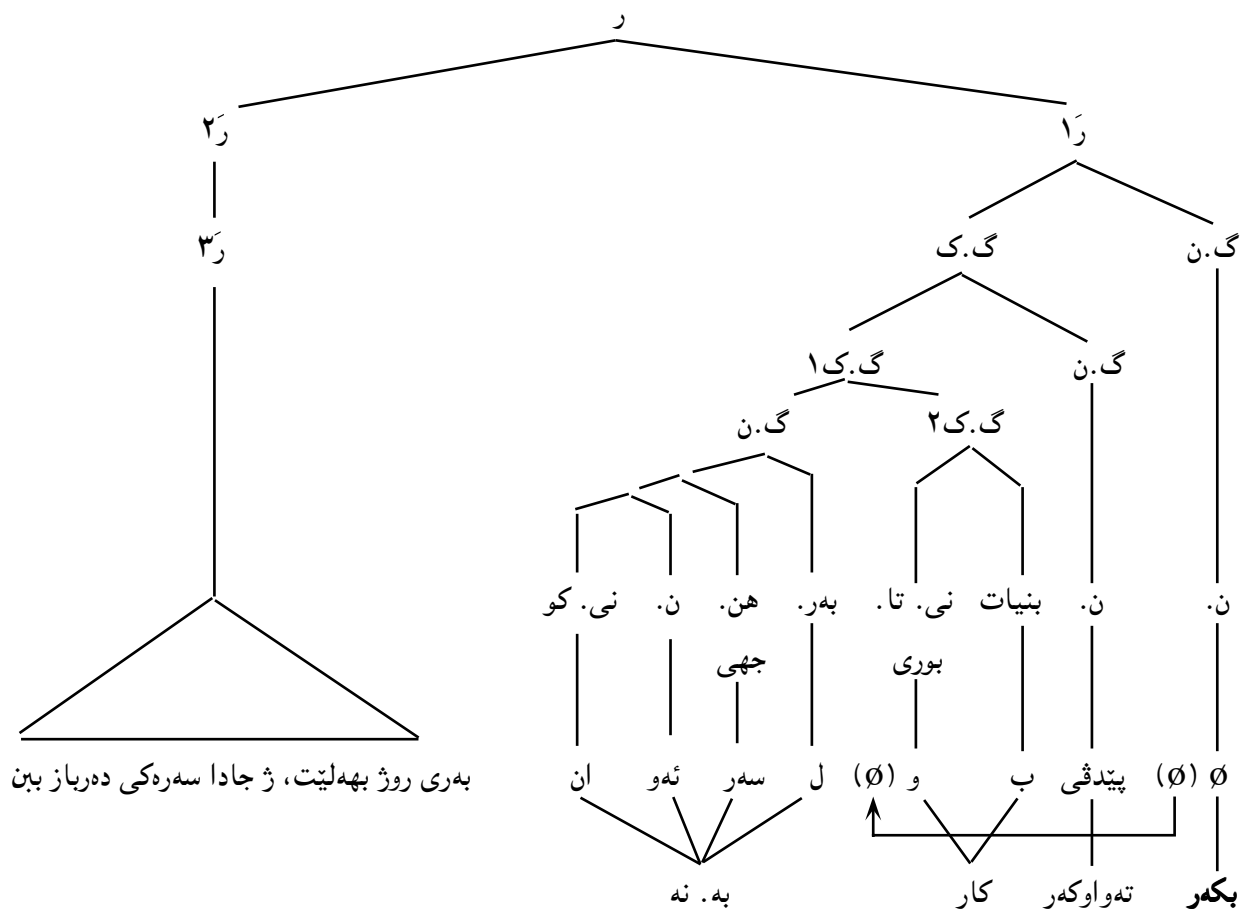 ر
رَ١ رَ٢
رَ٣
گ.ن گ.ک
گ.ن گ.ک١
گ.ک٢ گ.ن
ن. ن. بنیات نی. تا. بەر. هن. ن. نی. کو
بوری جهی
Ø (Ø) پێدڤی ب و (Ø) ل سەر ئەو ان بەری روژ بهەلێت، ژ جادا سەرەکی دەرباز ببن
بکەر تەواوکەر کار بە. نە